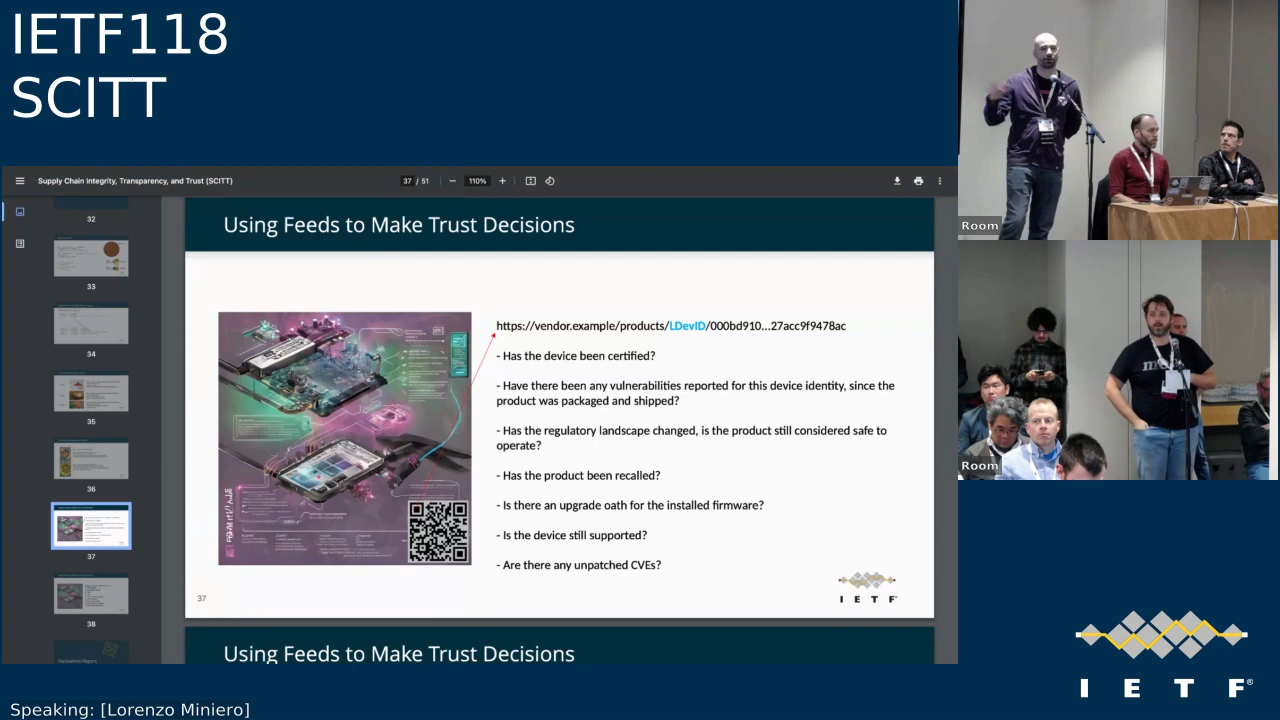 IETF118
SCITT
Supply Chain Integrity, Transparency, and Trust (SCITT)
37 / 51
110%
32
33
34
35
36
37
38
Using Feeds to Make Trust Decisions
https://vendor.example/products/LDevID/000bd910...27acc9f9478ac
- Has the device been certified?
- Have there been any vulnerabilities reported for this device identity, since the
product was packaged and shipped?
- Has the regulatory landscape changed, is the product still considered safe to
operate?
- Has the product been recalled?
- Is there an upgrade oath for the installed firmware?
- Is the device still supported?
- Are there any unpatched CVEs?
37
I E T F
Using Feeds to Make Trust Decisions
Hackathon Report
Room
Room
I E T F®
Speaking: [Lorenzo Miniero]